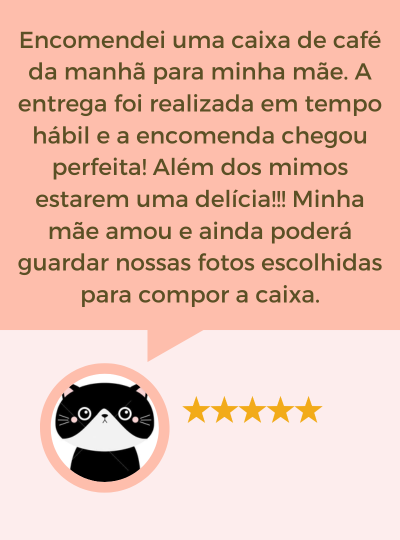 Encomendei uma caixa de café
da manhã para minha mãe. A
entrega foi realizada em tempo
hábil e a encomenda chegou
perfeita! Além dos mimos
estarem uma delícia!!! Minha
mãe amou e ainda poderá
guardar nossas fotos escolhidas
para compor a caixa.